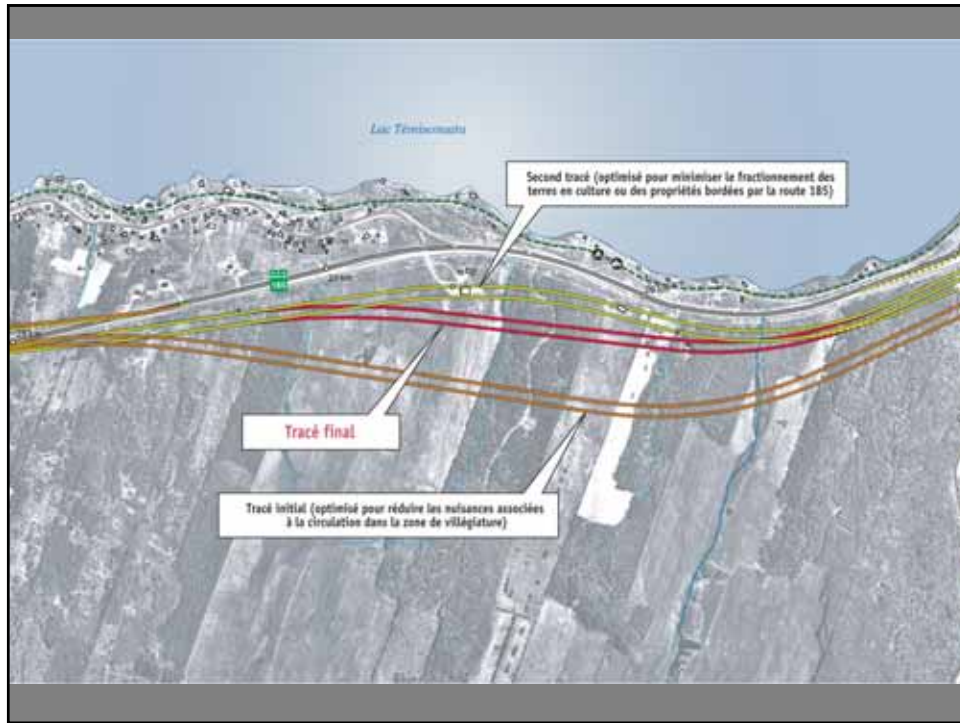 Lac Témiscouata
Second tracé (optimisé pour minimiser le fractionnement des
terres en culture ou des propriétés bordées par la route 185)
Tracé final
Tracé initial (optimisé pour réduire les nuisances associées
à la circulation dans la zone de villégiature)